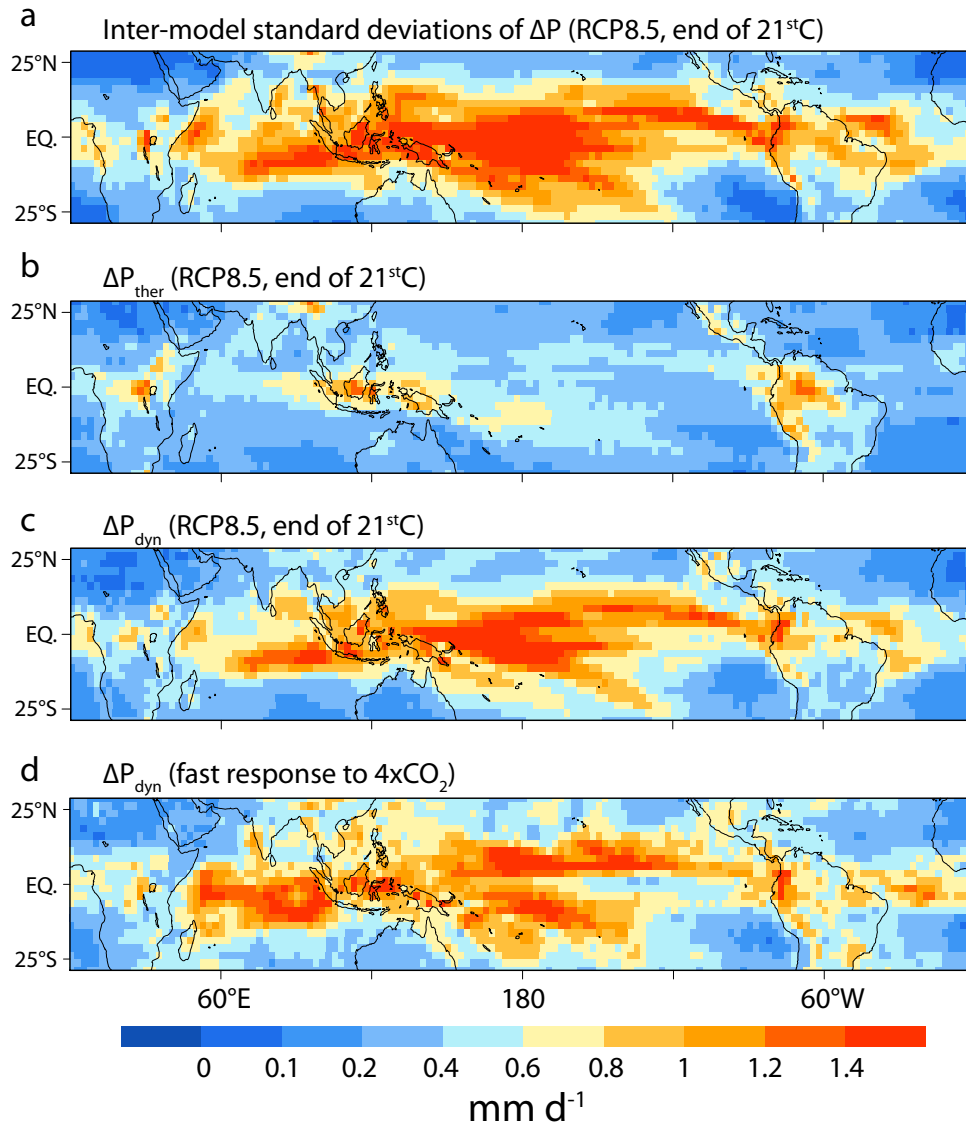 a
Inter-model standard deviations of ΔP (RCP8.5, end of 21ˢᵗC)
25°N
EQ.
25°S
b
ΔPther (RCP8.5, end of 21ˢᵗC)
25°N
EQ.
25°S
c
ΔPdyn (RCP8.5, end of 21ˢᵗC)
25°N
EQ.
25°S
d
ΔPdyn (fast response to 4xCO₂)
25°N
EQ.
25°S
60°E 180 60°W
0 0.1 0.2 0.4 0.6 0.8 1 1.2 1.4
mm d⁻¹